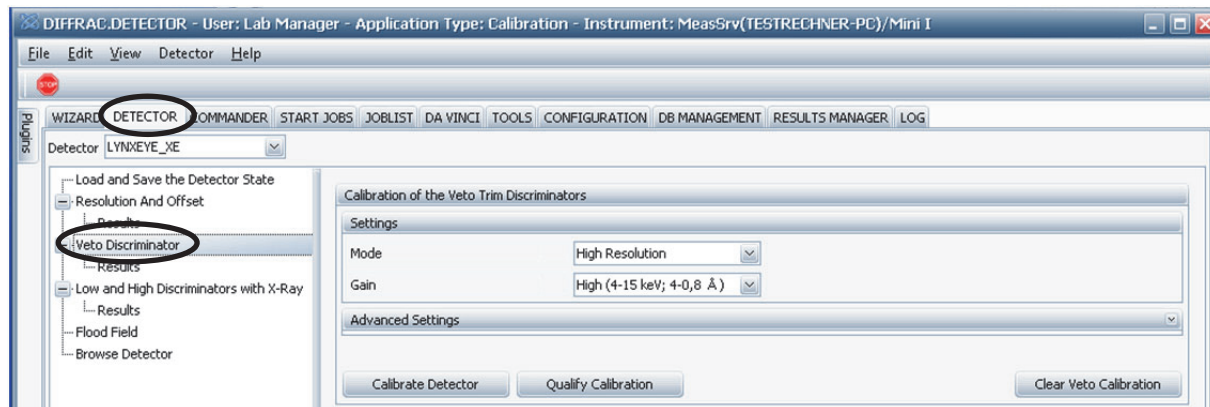 DIFFRAC.DETECTOR - User: Lab Manager - Application Type: Calibration - Instrument: MeasSrv(TESTRECHNER-PC)/Mini I
File Edit View Detector Help
STOP
Plugins
WIZARD DETECTOR COMMANDER START JOBS JOBLIST DA VINCI TOOLS CONFIGURATION DB MANAGEMENT RESULTS MANAGER LOG
Detector LYNXEYE_XE
Load and Save the Detector State
Resolution And Offset
Results
Veto Discriminator
Results
Low and High Discriminators with X-Ray
Results
Flood Field
Browse Detector
Calibration of the Veto Trim Discriminators
Settings
Mode High Resolution
Gain High (4-15 keV; 4-0,8 Å)
Advanced Settings
Calibrate Detector Qualify Calibration Clear Veto Calibration